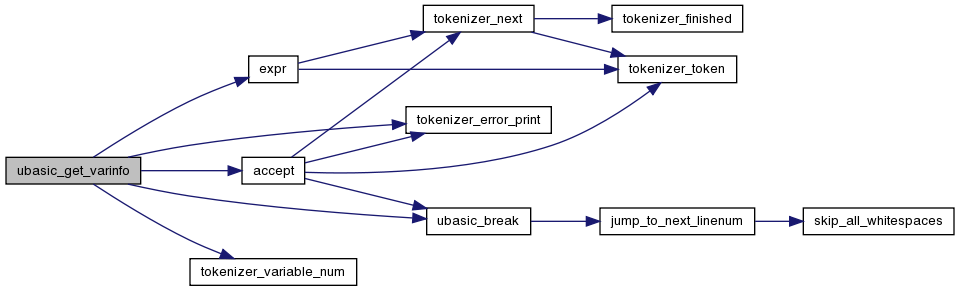 ubasic_get_varinfo
expr
tokenizer_next
tokenizer_finished
tokenizer_token
tokenizer_error_print
accept
ubasic_break
jump_to_next_linenum
skip_all_whitespaces
tokenizer_variable_num